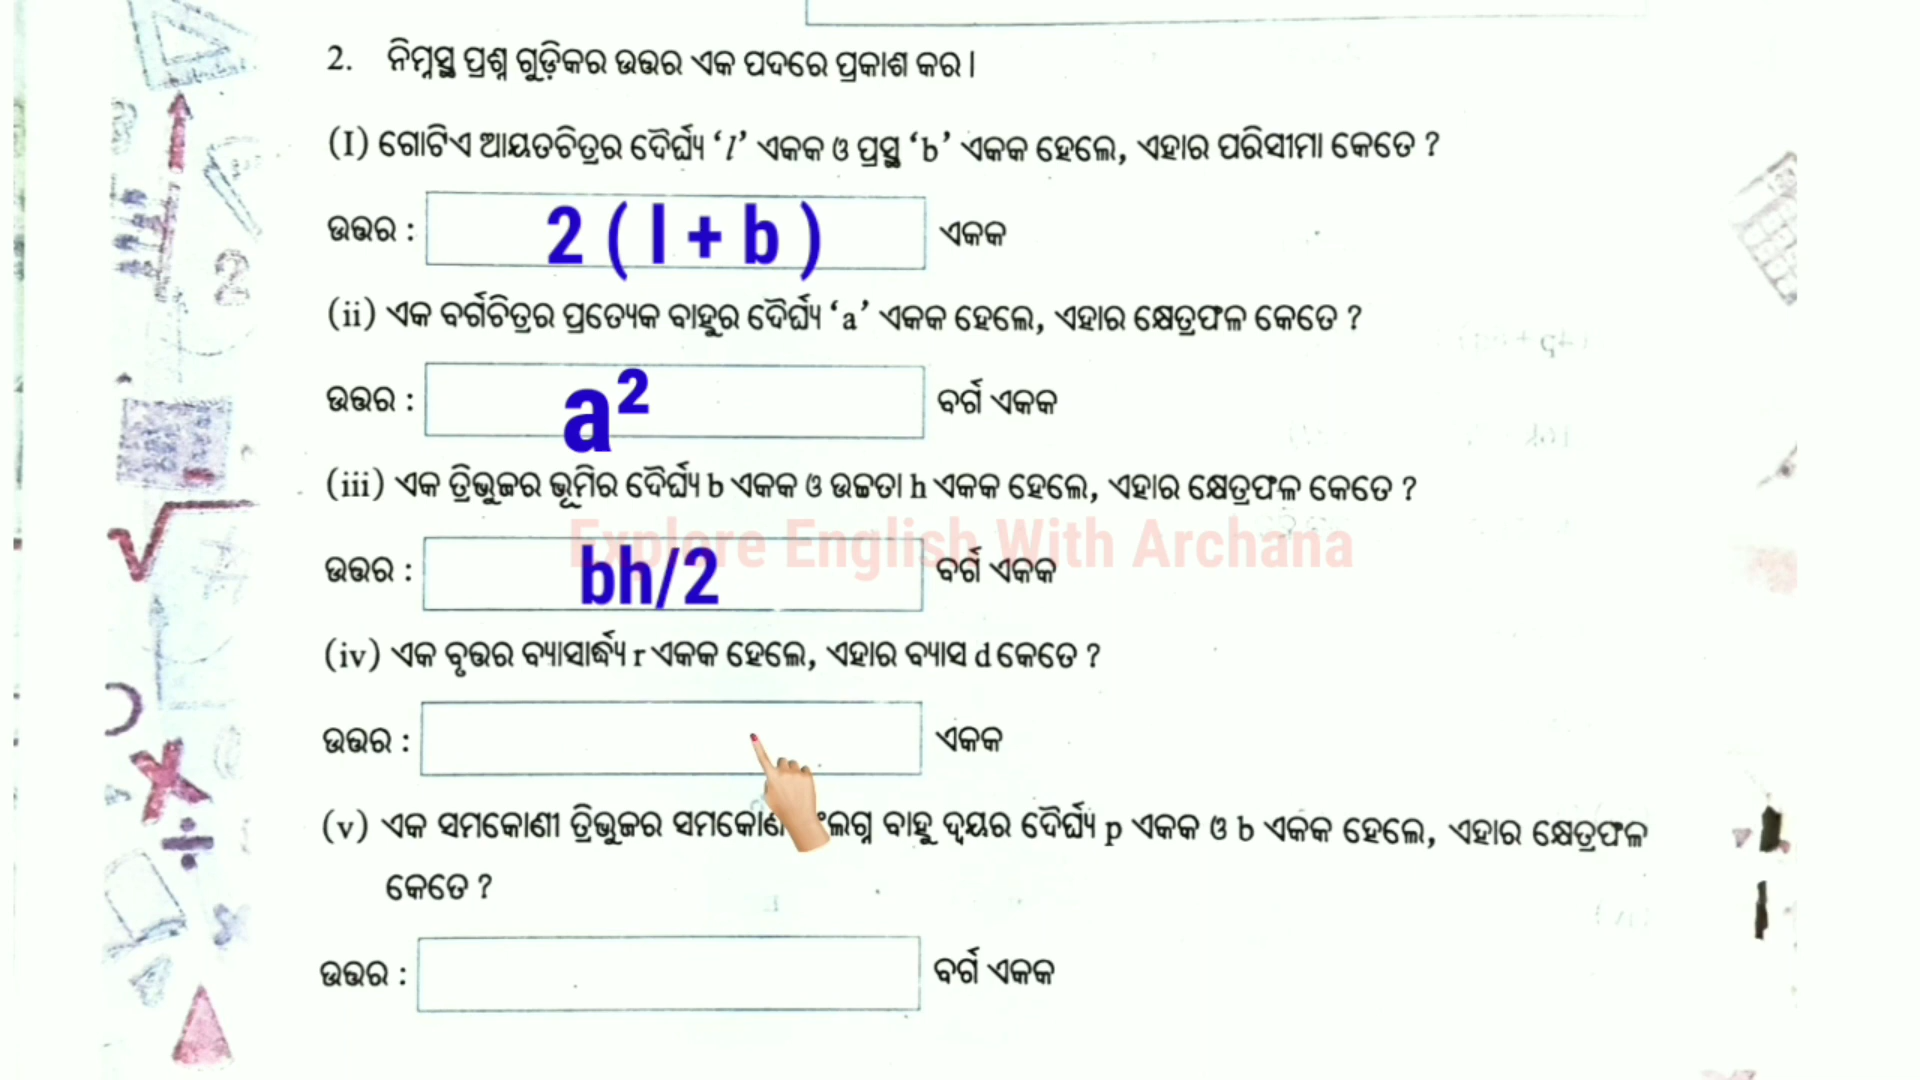 2. ନିମ୍ନସ୍ଥ ପ୍ରଶ୍ନ ଗୁଡ଼ିକର ଉତ୍ତର ଏକ ପଦରେ ପ୍ରକାଶ କର।
(I) ଗୋଟିଏ ଆୟତଚିତ୍ରର ଦୈର୍ଘ୍ୟ ‘l’ ଏକକ ଓ ପ୍ରସ୍ଥ ‘b’ ଏକକ ହେଲେ, ଏହାର ପରିସୀମା କେତେ ?
ଉତ୍ତର : 2 ( l + b ) ଏକକ
(ii) ଏକ ବର୍ଗଚିତ୍ରର ପ୍ରତ୍ୟେକ ବାହୁର ଦୈର୍ଘ୍ୟ ‘a’ ଏକକ ହେଲେ, ଏହାର କ୍ଷେତ୍ରଫଳ କେତେ ?
ଉତ୍ତର : a² ବର୍ଗ ଏକକ
(iii) ଏକ ତ୍ରିଭୁଜର ଭୂମିର ଦୈର୍ଘ୍ୟ b ଏକକ ଓ ଉଚ୍ଚତା h ଏକକ ହେଲେ, ଏହାର କ୍ଷେତ୍ରଫଳ କେତେ ?
Explore English With Archana
ଉତ୍ତର : bh/2 ବର୍ଗ ଏକକ
(iv) ଏକ ବୃତ୍ତର ବ୍ୟାସାର୍ଦ୍ଧ୍ୟ r ଏକକ ହେଲେ, ଏହାର ବ୍ୟାସ d କେତେ ?
ଉତ୍ତର : ଏକକ
(v) ଏକ ସମକୋଣୀ ତ୍ରିଭୁଜର ବାହୁ ଦ୍ୱୟର ଦୈର୍ଘ୍ୟ p ଏକକ ଓ b ଏକକ ହେଲେ, ଏହାର କ୍ଷେତ୍ରଫଳ
କେତେ ?
ଉତ୍ତର : ବର୍ଗ ଏକକ